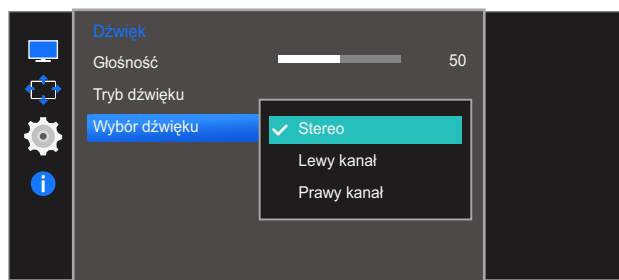 Dźwięk
Głośność 50
Tryb dźwięku
Wybór dźwięku
Stereo
Lewy kanał
Prawy kanał